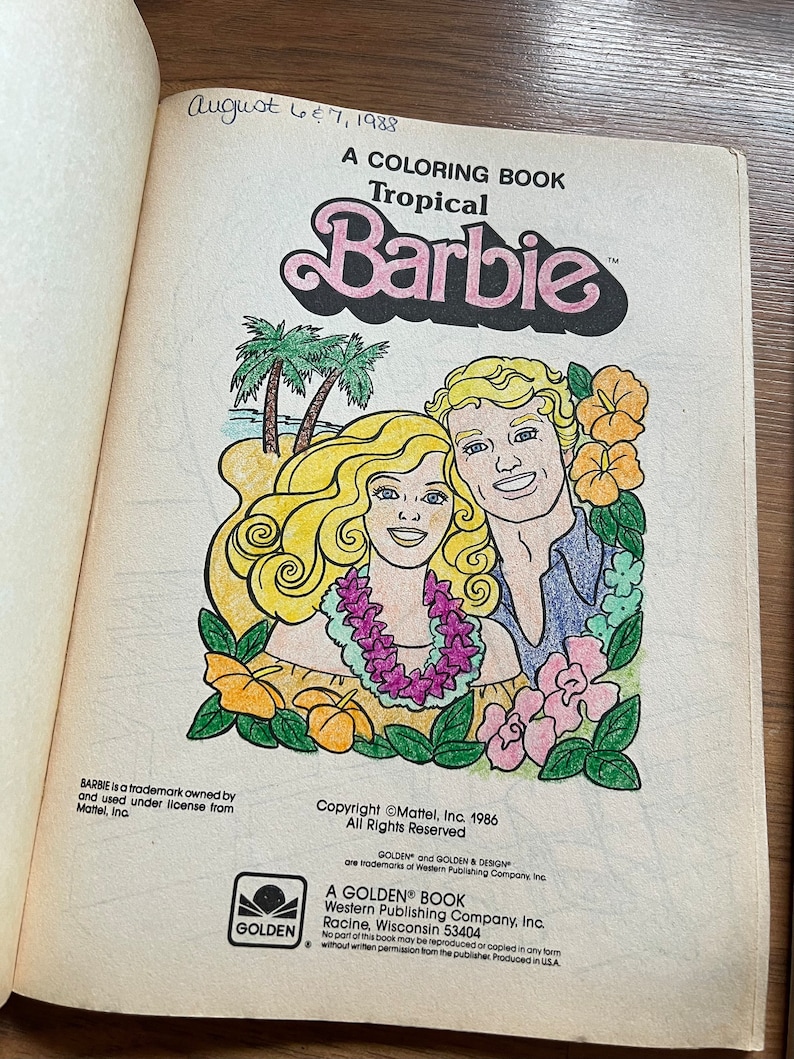 August 6 & 7, 1988
A COLORING BOOK
Tropical
Barbie™
BARBIE is a trademark owned by
and used under license from
Mattel, Inc.
Copyright ©Mattel, Inc. 1986
All Rights Reserved
GOLDEN® and GOLDEN & DESIGN®
are trademarks of Western Publishing Company, Inc.
GOLDEN®
A GOLDEN® BOOK
Western Publishing Company, Inc.
Racine, Wisconsin 53404
No part of this book may be reproduced or copied in any form
without written permission from the publisher. Produced in U.S.A.